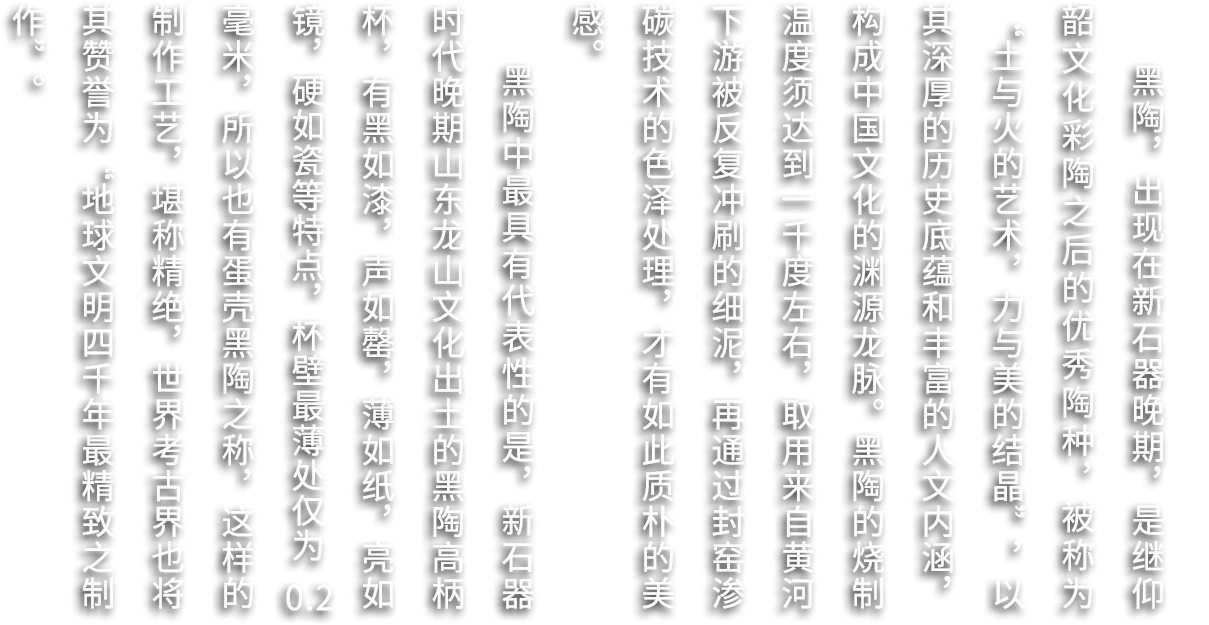 黑陶，出现在新石器晚期，是继仰
韶文化彩陶之后的优秀陶种，被称为
“土与火的艺术，力与美的结晶”，以
其深厚的历史底蕴和丰富的人文内涵，
构成中国文化的渊源龙脉。黑陶的烧制
温度须达到一千度左右，取用来自黄河
下游被反复冲刷的细泥，再通过封窑渗
碳技术的色泽处理，才有如此质朴的美
感。
黑陶中最具有代表性的是，新石器
时代晚期山东龙山文化出土的黑陶高柄
杯，有黑如漆，声如罄，薄如纸，亮如
镜，硬如瓷等特点，杯壁最薄处仅为0.2
毫米，所以也有蛋壳黑陶之称，这样的
制作工艺，堪称精绝，世界考古界也将
其赞誉为“地球文明四千年最精致之制
作”。